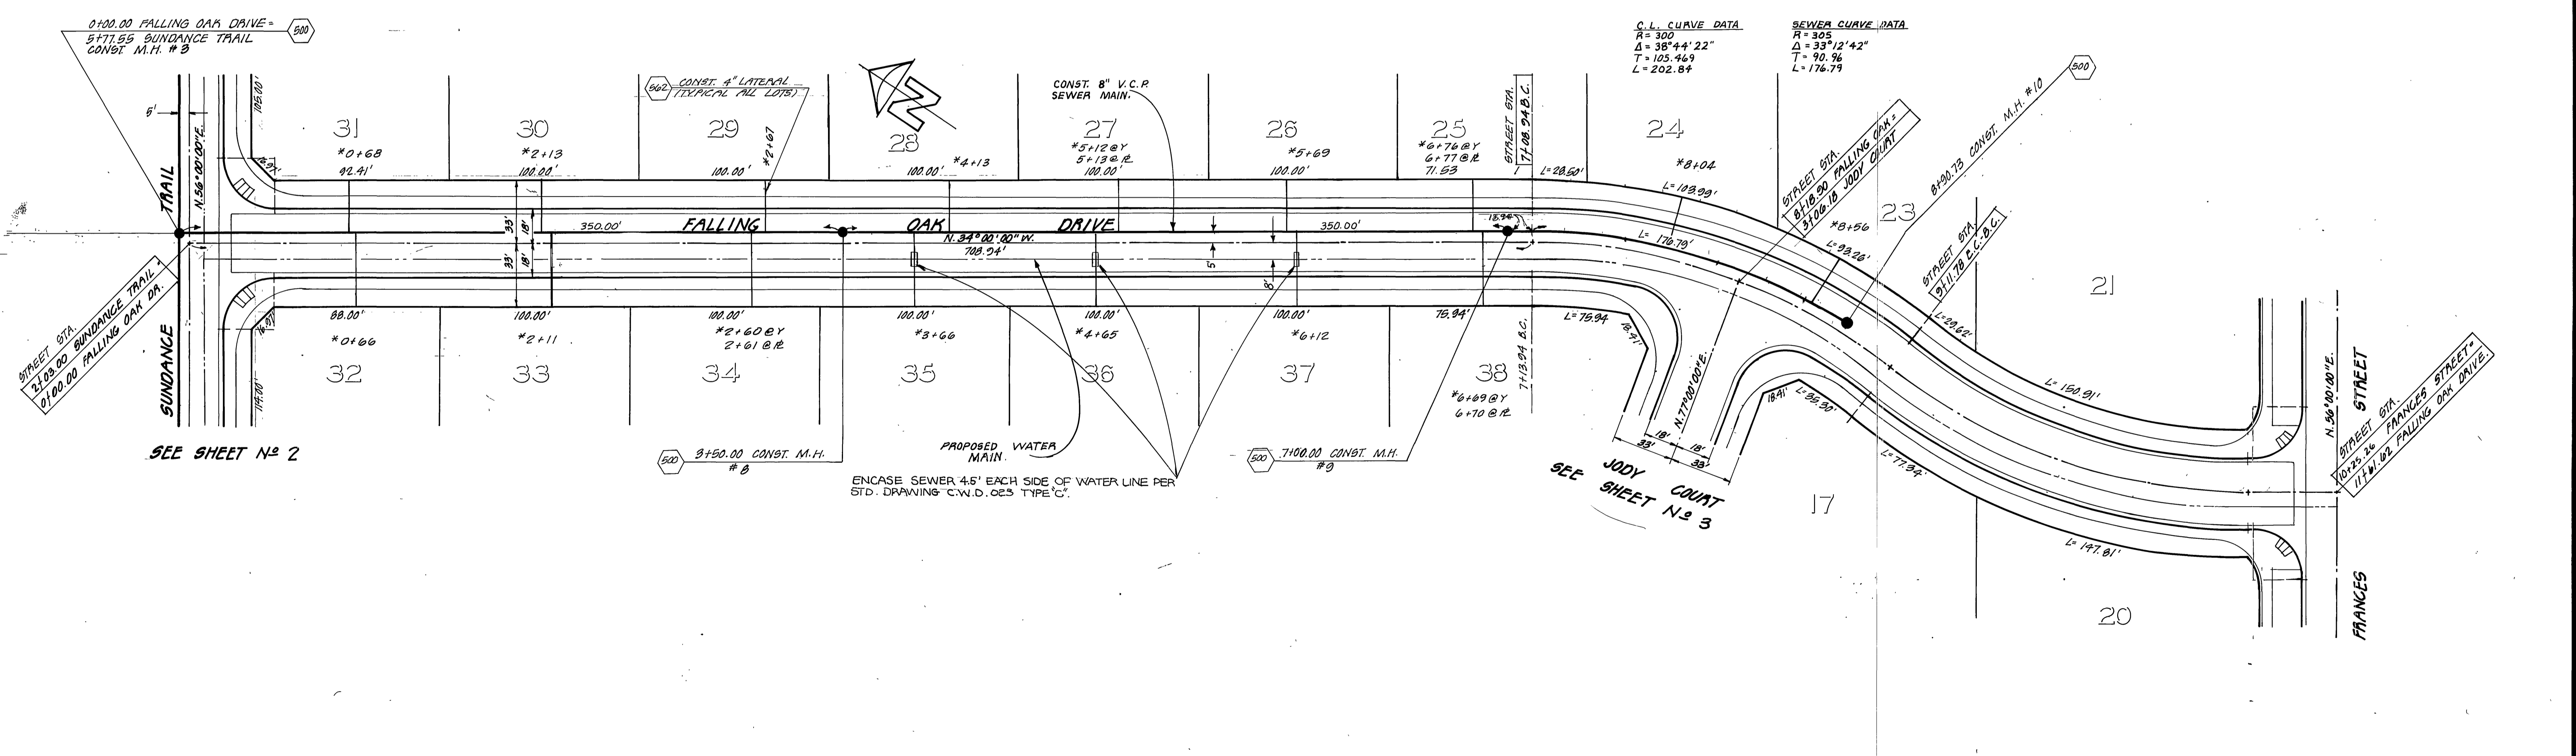 0+00.00 FALLING OAK DRIVE =
5+77.55 SUNDANCE TRAIL
CONST. M.H. #3
500
C.L. CURVE DATA
R = 300
Δ = 38°44'22"
T = 105.469
L = 202.84
SEWER CURVE DATA
R = 305
Δ = 33°12'42"
T = 90.96
L = 176.79
500
8+90.73 CONST. M.H. #10
562
CONST. 4" LATERAL
(TYPICAL ALL LOTS)
CONST. 8" V.C.P.
SEWER MAIN.
N
5'
105.00'
TRAIL
N.56°00'00"E.
31
*0+68
92.41'
30
*2+13
100.00'
29
*2+67
100.00'
28
*4+13
100.00'
27
*5+12@Y
5+13@℄
100.00'
26
*5+69
100.00'
25
*6+76@Y
6+77@℄
71.53
STREET STA.
7+08.94 B.C.
L=28.50'
24
*8+04
L=103.99'
STREET STA.
8+18.90 FALLING OAK =
3+06.18 JODY COURT
23
*8+56
L=93.26'
STREET STA.
9+11.78 E.C.-B.C.
L=29.62'
21
33'
18'
350.00'
FALLING OAK DRIVE
N.34°00'00"W.
708.94'
350.00'
L= 176.79'
5'
8'
33'
18'
STREET STA.
2+03.00 SUNDANCE TRAIL =
0+00.00 FALLING OAK DR.
SUNDANCE
114.00'
88.00'
*0+66
32
100.00'
*2+11
33
100.00'
*2+60@Y
2+61@℄
34
100.00'
*3+66
35
100.00'
*4+65
36
100.00'
*6+12
37
75.94'
38
*6+69@Y
6+70@℄
7+13.94 B.C.
L=75.94
18.41'
N.77°00'00"E.
18.41'
L=35.30'
L=150.91'
N.56°00'00"E.
STREET
STREET STA.
10+25.26 FRANCES STREET =
11+61.62 FALLING OAK DRIVE.
SEE SHEET Nº 2
500
3+50.00 CONST. M.H.
#8
PROPOSED WATER
MAIN.
500
7+00.00 CONST. M.H.
#9
ENCASE SEWER 4.5' EACH SIDE OF WATER LINE PER
STD. DRAWING C.W.D. 023 TYPE "C".
33'
18'
18'
33'
JODY COURT
SEE SHEET Nº 3
L=77.34'
17
L=147.81'
20
FRANCES